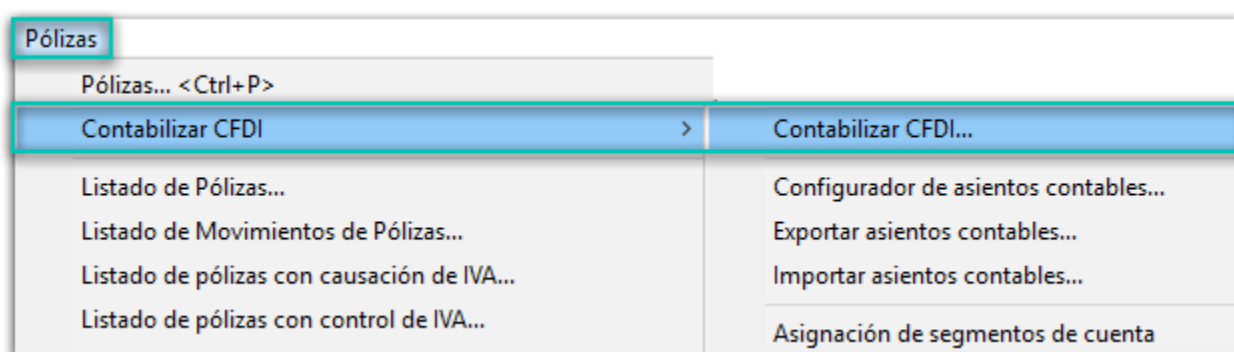 Pólizas
Pólizas... <Ctrl+P>
Contabilizar CFDI > Contabilizar CFDI...
Listado de Pólizas... Configurador de asientos contables...
Listado de Movimientos de Pólizas... Exportar asientos contables...
Listado de pólizas con causación de IVA... Importar asientos contables...
Listado de pólizas con control de IVA... Asignación de segmentos de cuenta